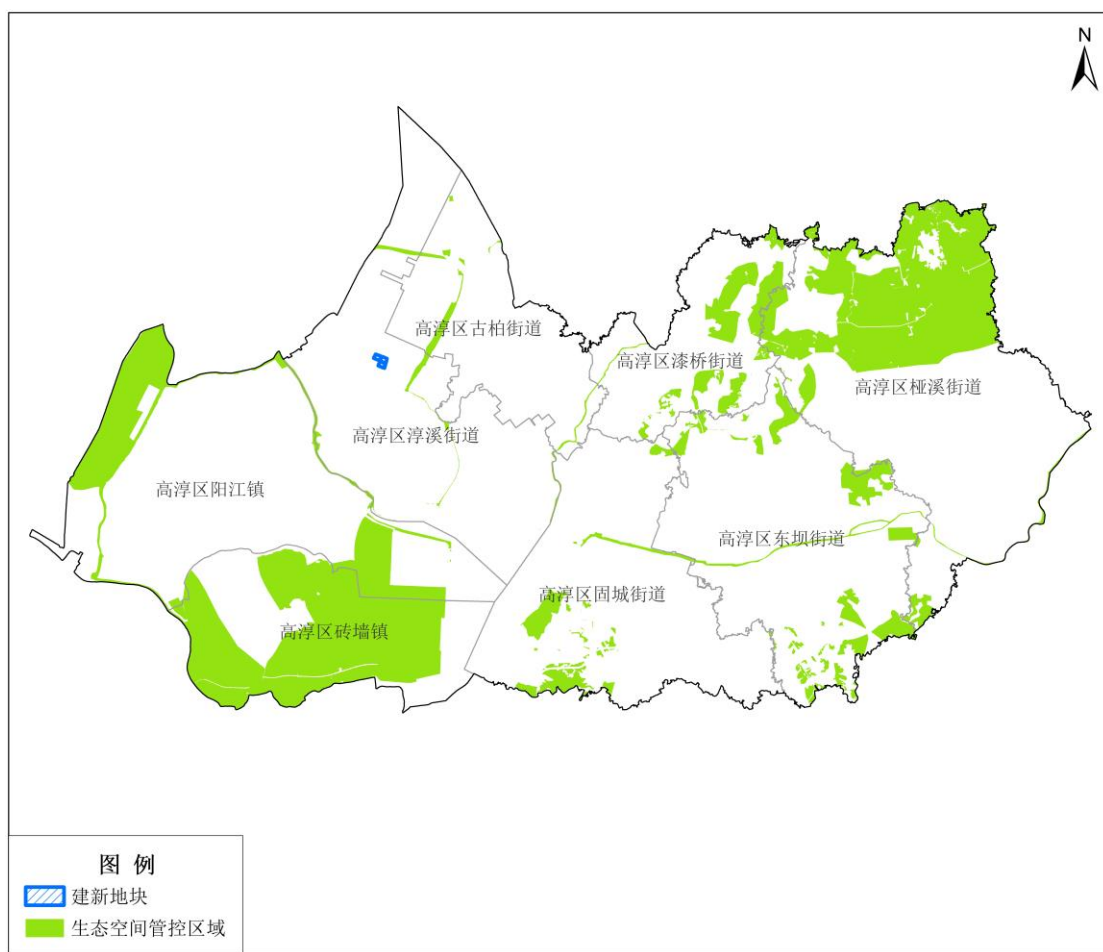 N
高淳区古柏街道
高淳区漆桥街道
高淳区桠溪街道
高淳区淳溪街道
高淳区阳江镇
高淳区东坝街道
高淳区固城街道
高淳区砖墙镇
图 例
建新地块
生态空间管控区域